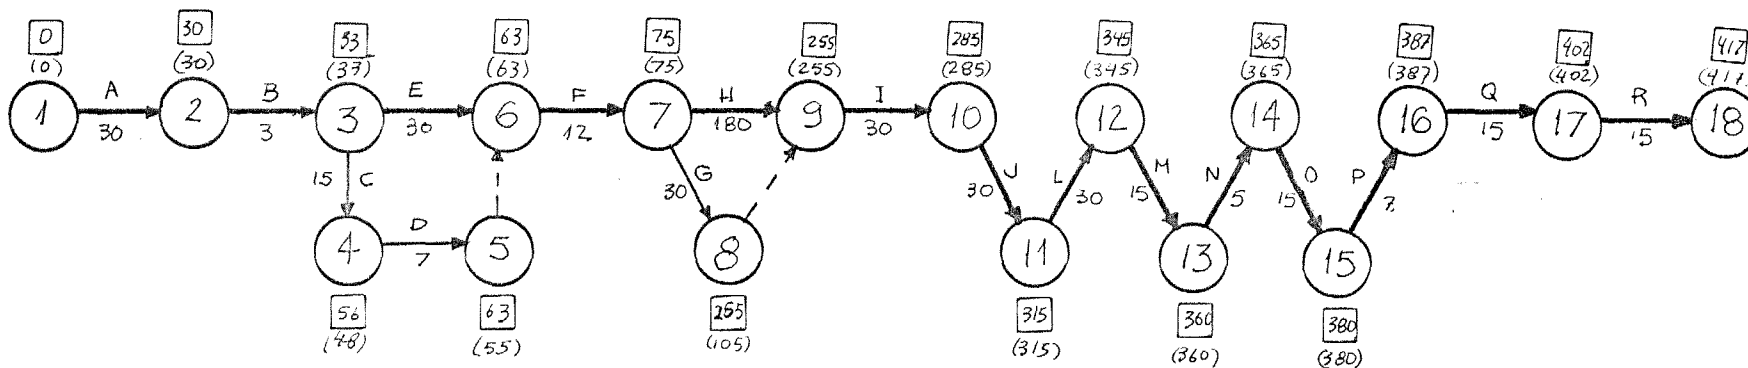 0 30 33 63 75 255 285 345 365 387 402 417
(0) (30) (33) (63) (75) (255) (285) (345) (365) (387) (402) (417
A B E F H I Q R
1 2 3 6 7 9 10 12 14 16 17 18
30 3 30 12 180 30 15 15
15 C 30 G 30 J L 30 M 15 N 5 O 15 P 7
D
4 5 8 11 13 15
7
56 63 255 315 360 380
(48) (55) (105) (315) (360) (380)